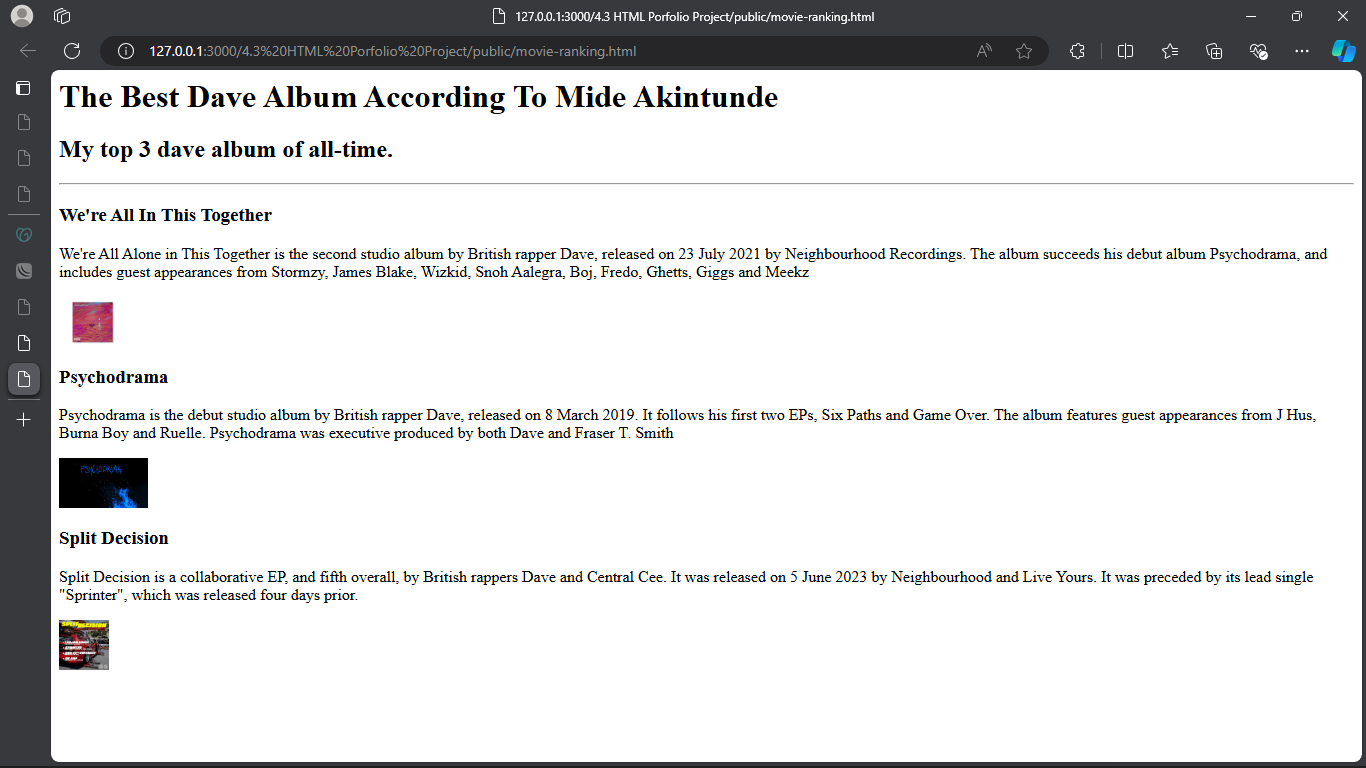 127.0.0.1:3000/4.3 HTML Porfolio Project/public/movie-ranking.html
127.0.0.1:3000/4.3%20HTML%20Porfolio%20Project/public/movie-ranking.html
The Best Dave Album According To Mide Akintunde
My top 3 dave album of all-time.
We're All In This Together
We're All Alone in This Together is the second studio album by British rapper Dave, released on 23 July 2021 by Neighbourhood Recordings. The album succeeds his debut album Psychodrama, and
includes guest appearances from Stormzy, James Blake, Wizkid, Snoh Aalegra, Boj, Fredo, Ghetts, Giggs and Meekz
Psychodrama
Psychodrama is the debut studio album by British rapper Dave, released on 8 March 2019. It follows his first two EPs, Six Paths and Game Over. The album features guest appearances from J Hus,
Burna Boy and Ruelle. Psychodrama was executive produced by both Dave and Fraser T. Smith
PSYCHODRAMA
Split Decision
Split Decision is a collaborative EP, and fifth overall, by British rappers Dave and Central Cee. It was released on 5 June 2023 by Neighbourhood and Live Yours. It was preceded by its lead single
"Sprinter", which was released four days prior.
SPLIT DECISION